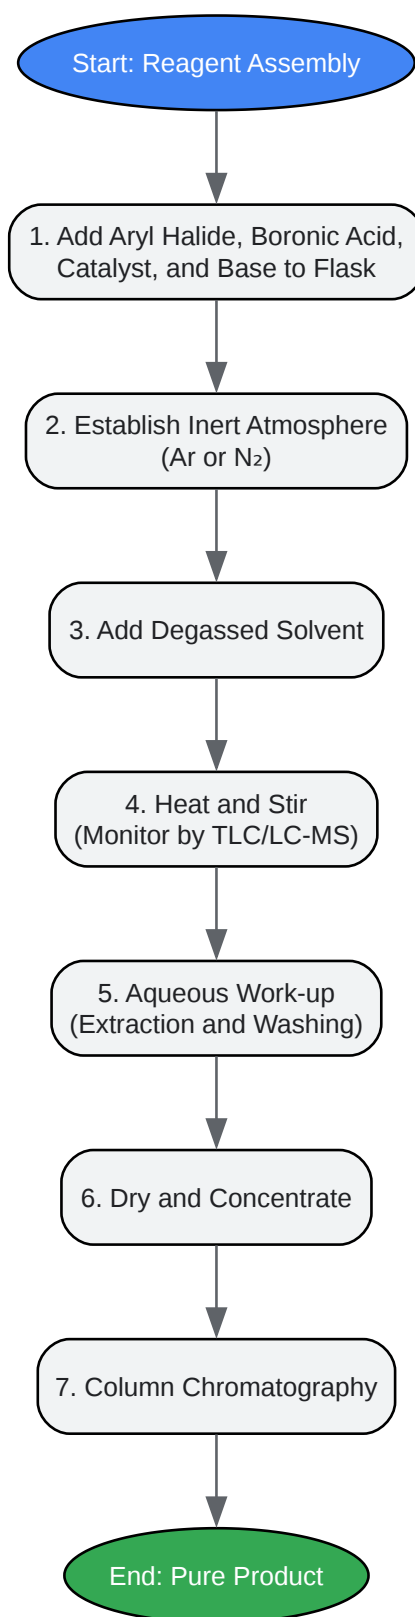 Start: Reagent Assembly
1. Add Aryl Halide, Boronic Acid,
Catalyst, and Base to Flask
2. Establish Inert Atmosphere
(Ar or N₂)
3. Add Degassed Solvent
4. Heat and Stir
(Monitor by TLC/LC-MS)
5. Aqueous Work-up
(Extraction and Washing)
6. Dry and Concentrate
7. Column Chromatography
End: Pure Product